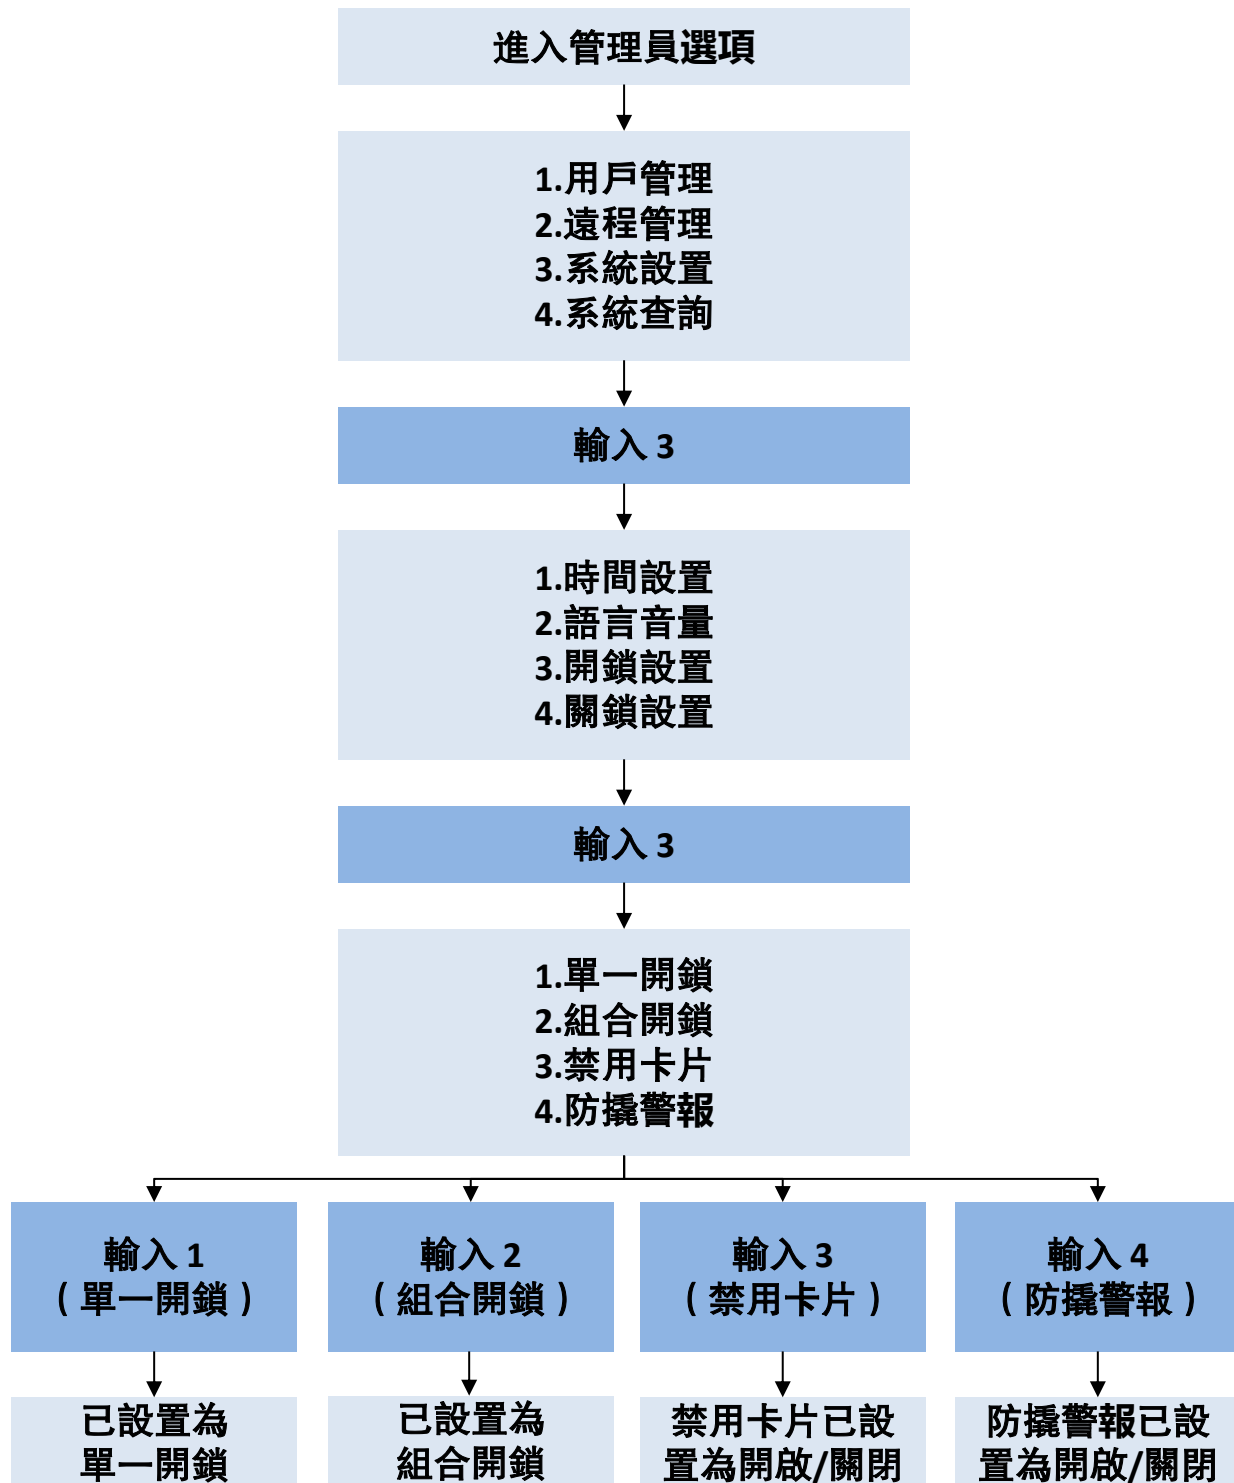 進入管理員選項
1.用戶管理
2.遠程管理
3.系統設置
4.系統查詢
輸入 3
1.時間設置
2.語言音量
3.開鎖設置
4.關鎖設置
輸入 3
1.單一開鎖
2.組合開鎖
3.禁用卡片
4.防撬警報
輸入 1
（單一開鎖）
輸入 2
（組合開鎖）
輸入 3
（禁用卡片）
輸入 4
（防撬警報）
已設置為
單一開鎖
已設置為
組合開鎖
禁用卡片已設
置為開啟/關閉
防撬警報已設
置為開啟/關閉